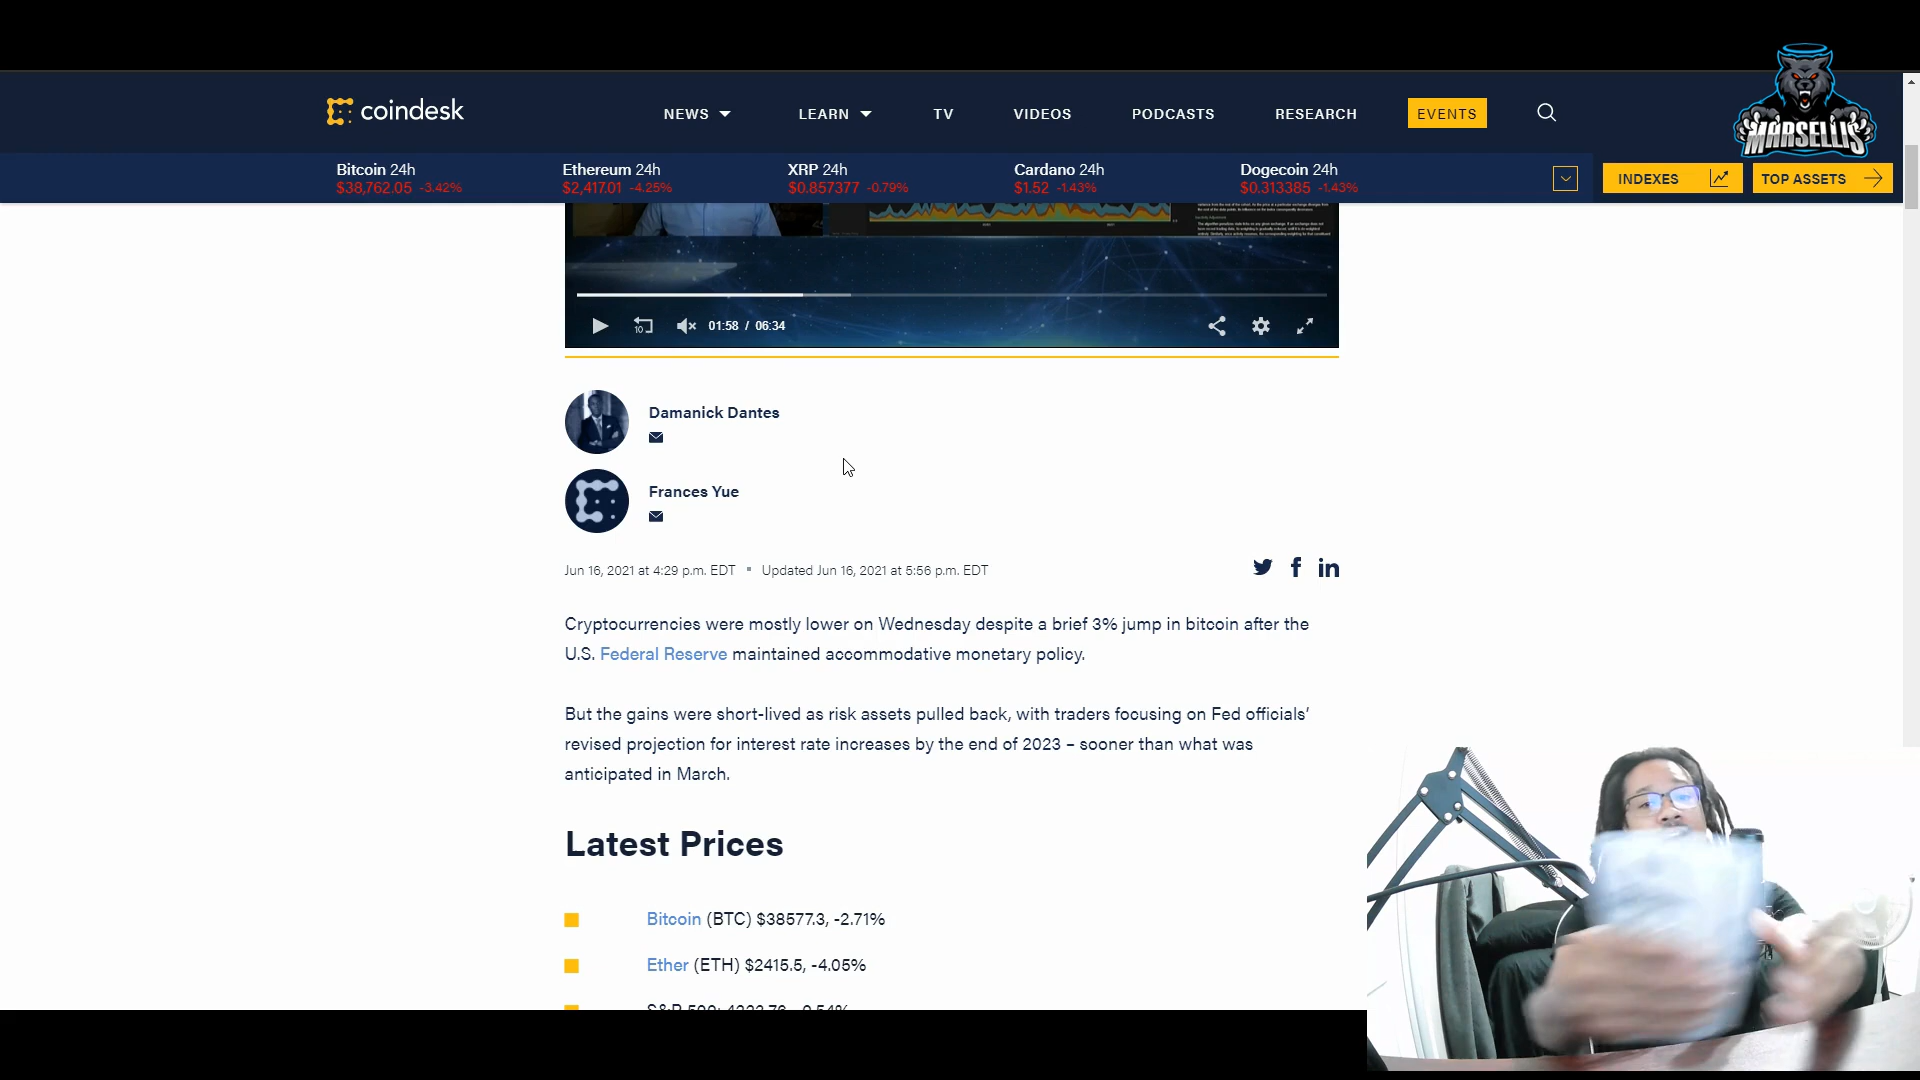 coindesk
NEWS
LEARN
TV
VIDEOS
PODCASTS
RESEARCH
EVENTS
MARSELLIS
Bitcoin 24h
$38,762.05 -3.42%
Ethereum 24h
$2,417.01 -4.25%
XRP 24h
$0.857377 -0.79%
Cardano 24h
$1.52 -1.43%
Dogecoin 24h
$0.313385 -1.43%
INDEXES
TOP ASSETS
10
01:58 / 06:34
Damanick Dantes
Frances Yue
Jun 16, 2021 at 4:29 p.m. EDT ▪ Updated Jun 16, 2021 at 5:56 p.m. EDT
Cryptocurrencies were mostly lower on Wednesday despite a brief 3% jump in bitcoin after the
U.S. Federal Reserve maintained accommodative monetary policy.
But the gains were short-lived as risk assets pulled back, with traders focusing on Fed officials’
revised projection for interest rate increases by the end of 2023 – sooner than what was
anticipated in March.
Latest Prices
Bitcoin (BTC) $38577.3, -2.71%
Ether (ETH) $2415.5, -4.05%